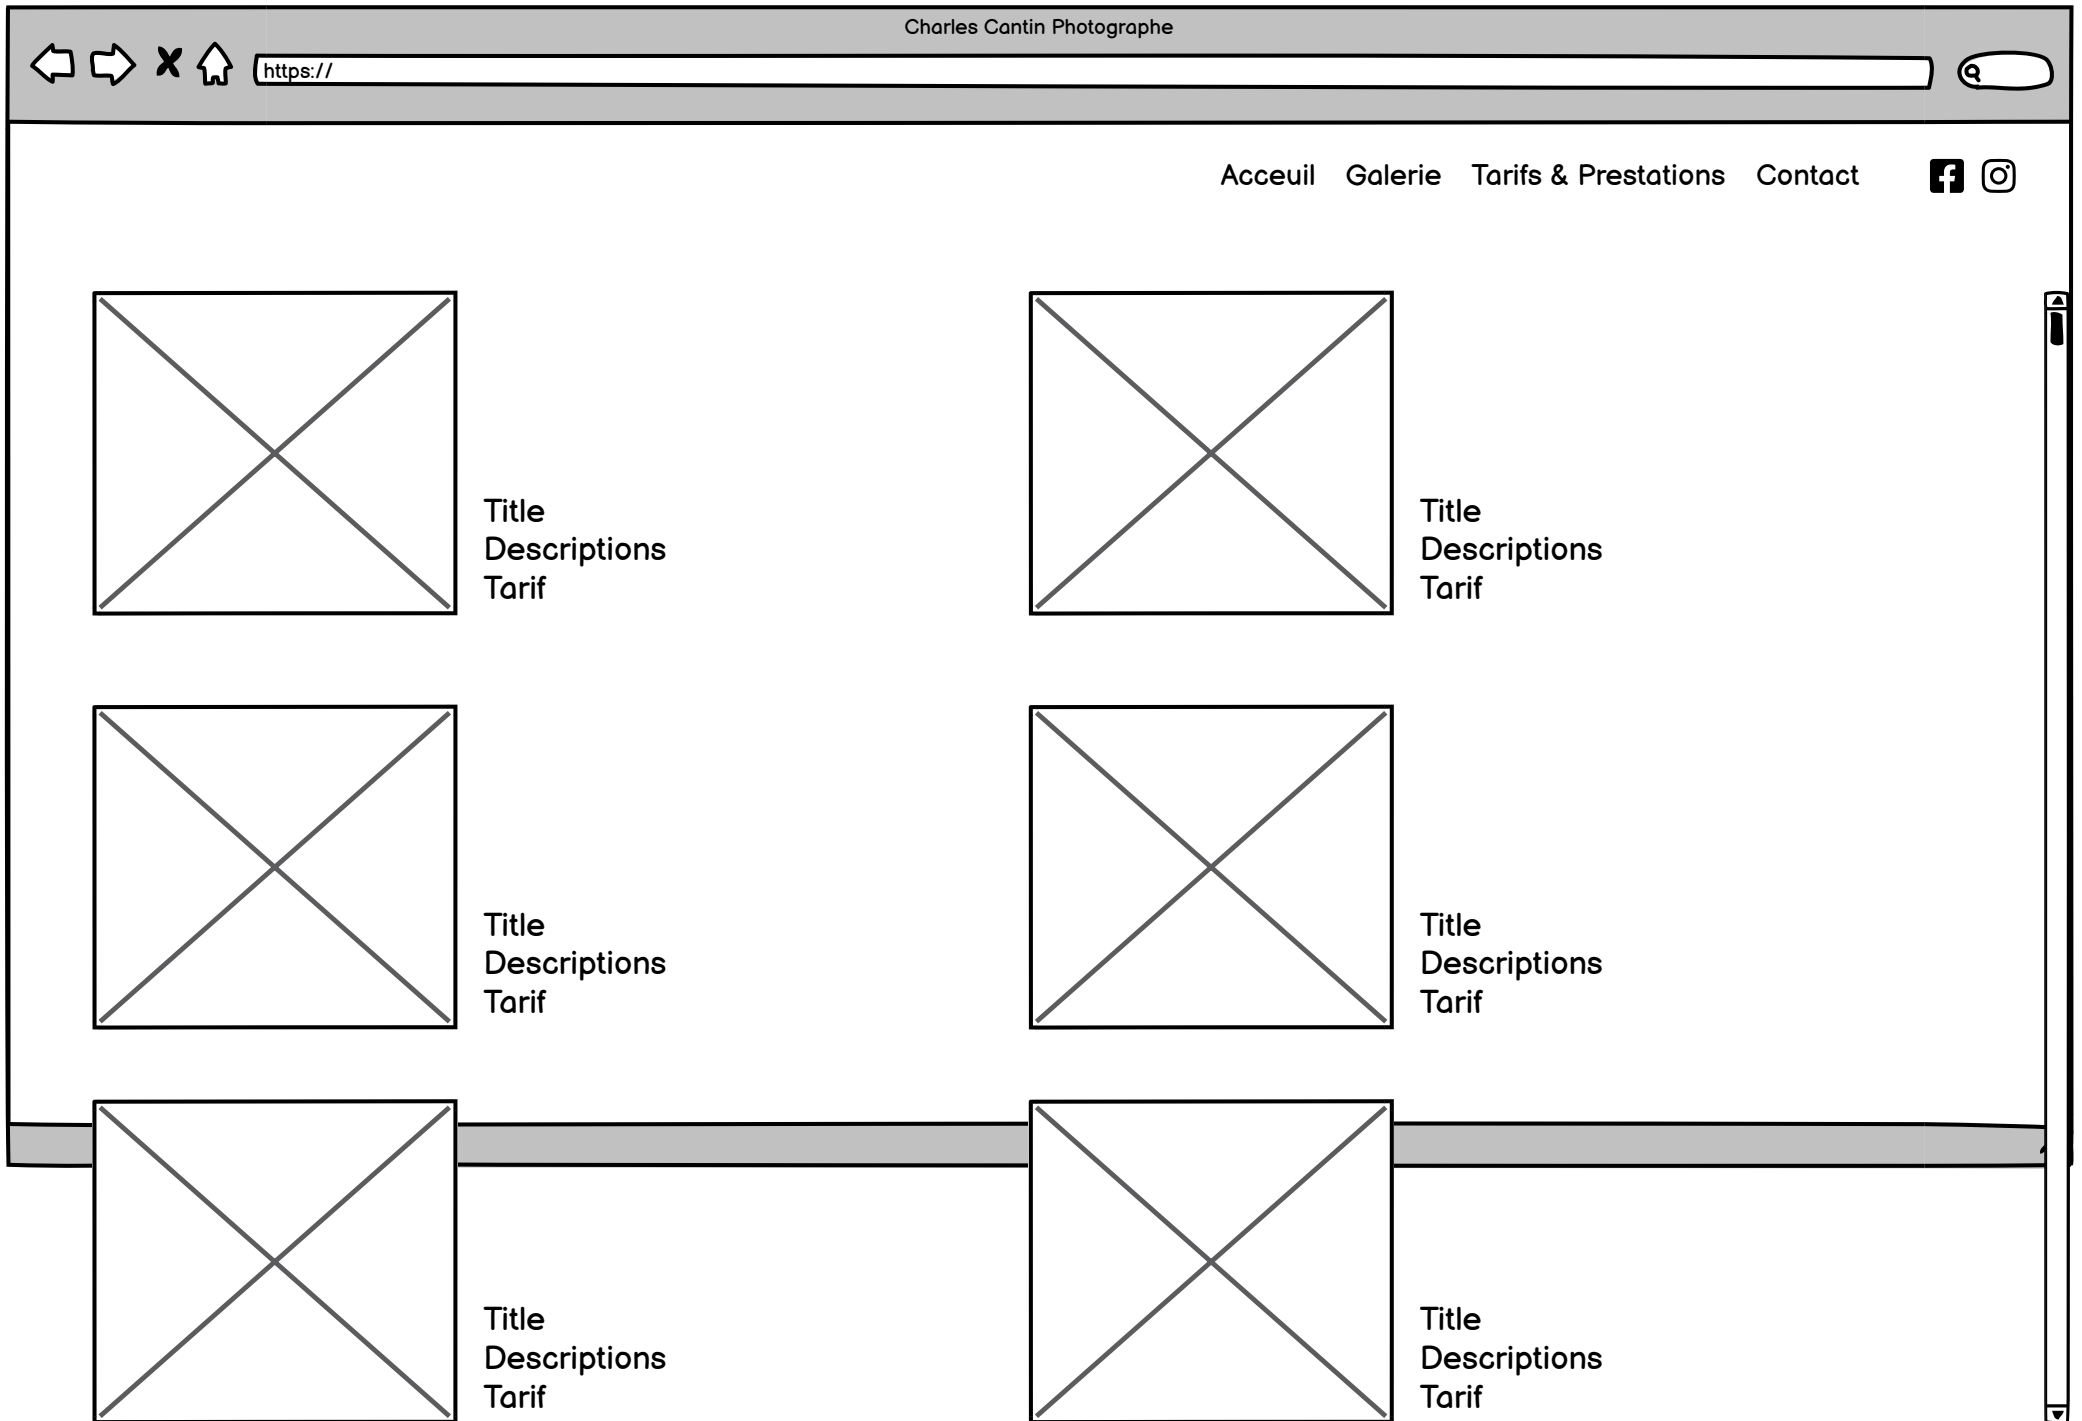 Charles Cantin Photographe
https://
Acceuil Galerie Tarifs & Prestations Contact
Title
Descriptions
Tarif
Title
Descriptions
Tarif
Title
Descriptions
Tarif
Title
Descriptions
Tarif
Title
Descriptions
Tarif
Title
Descriptions
Tarif